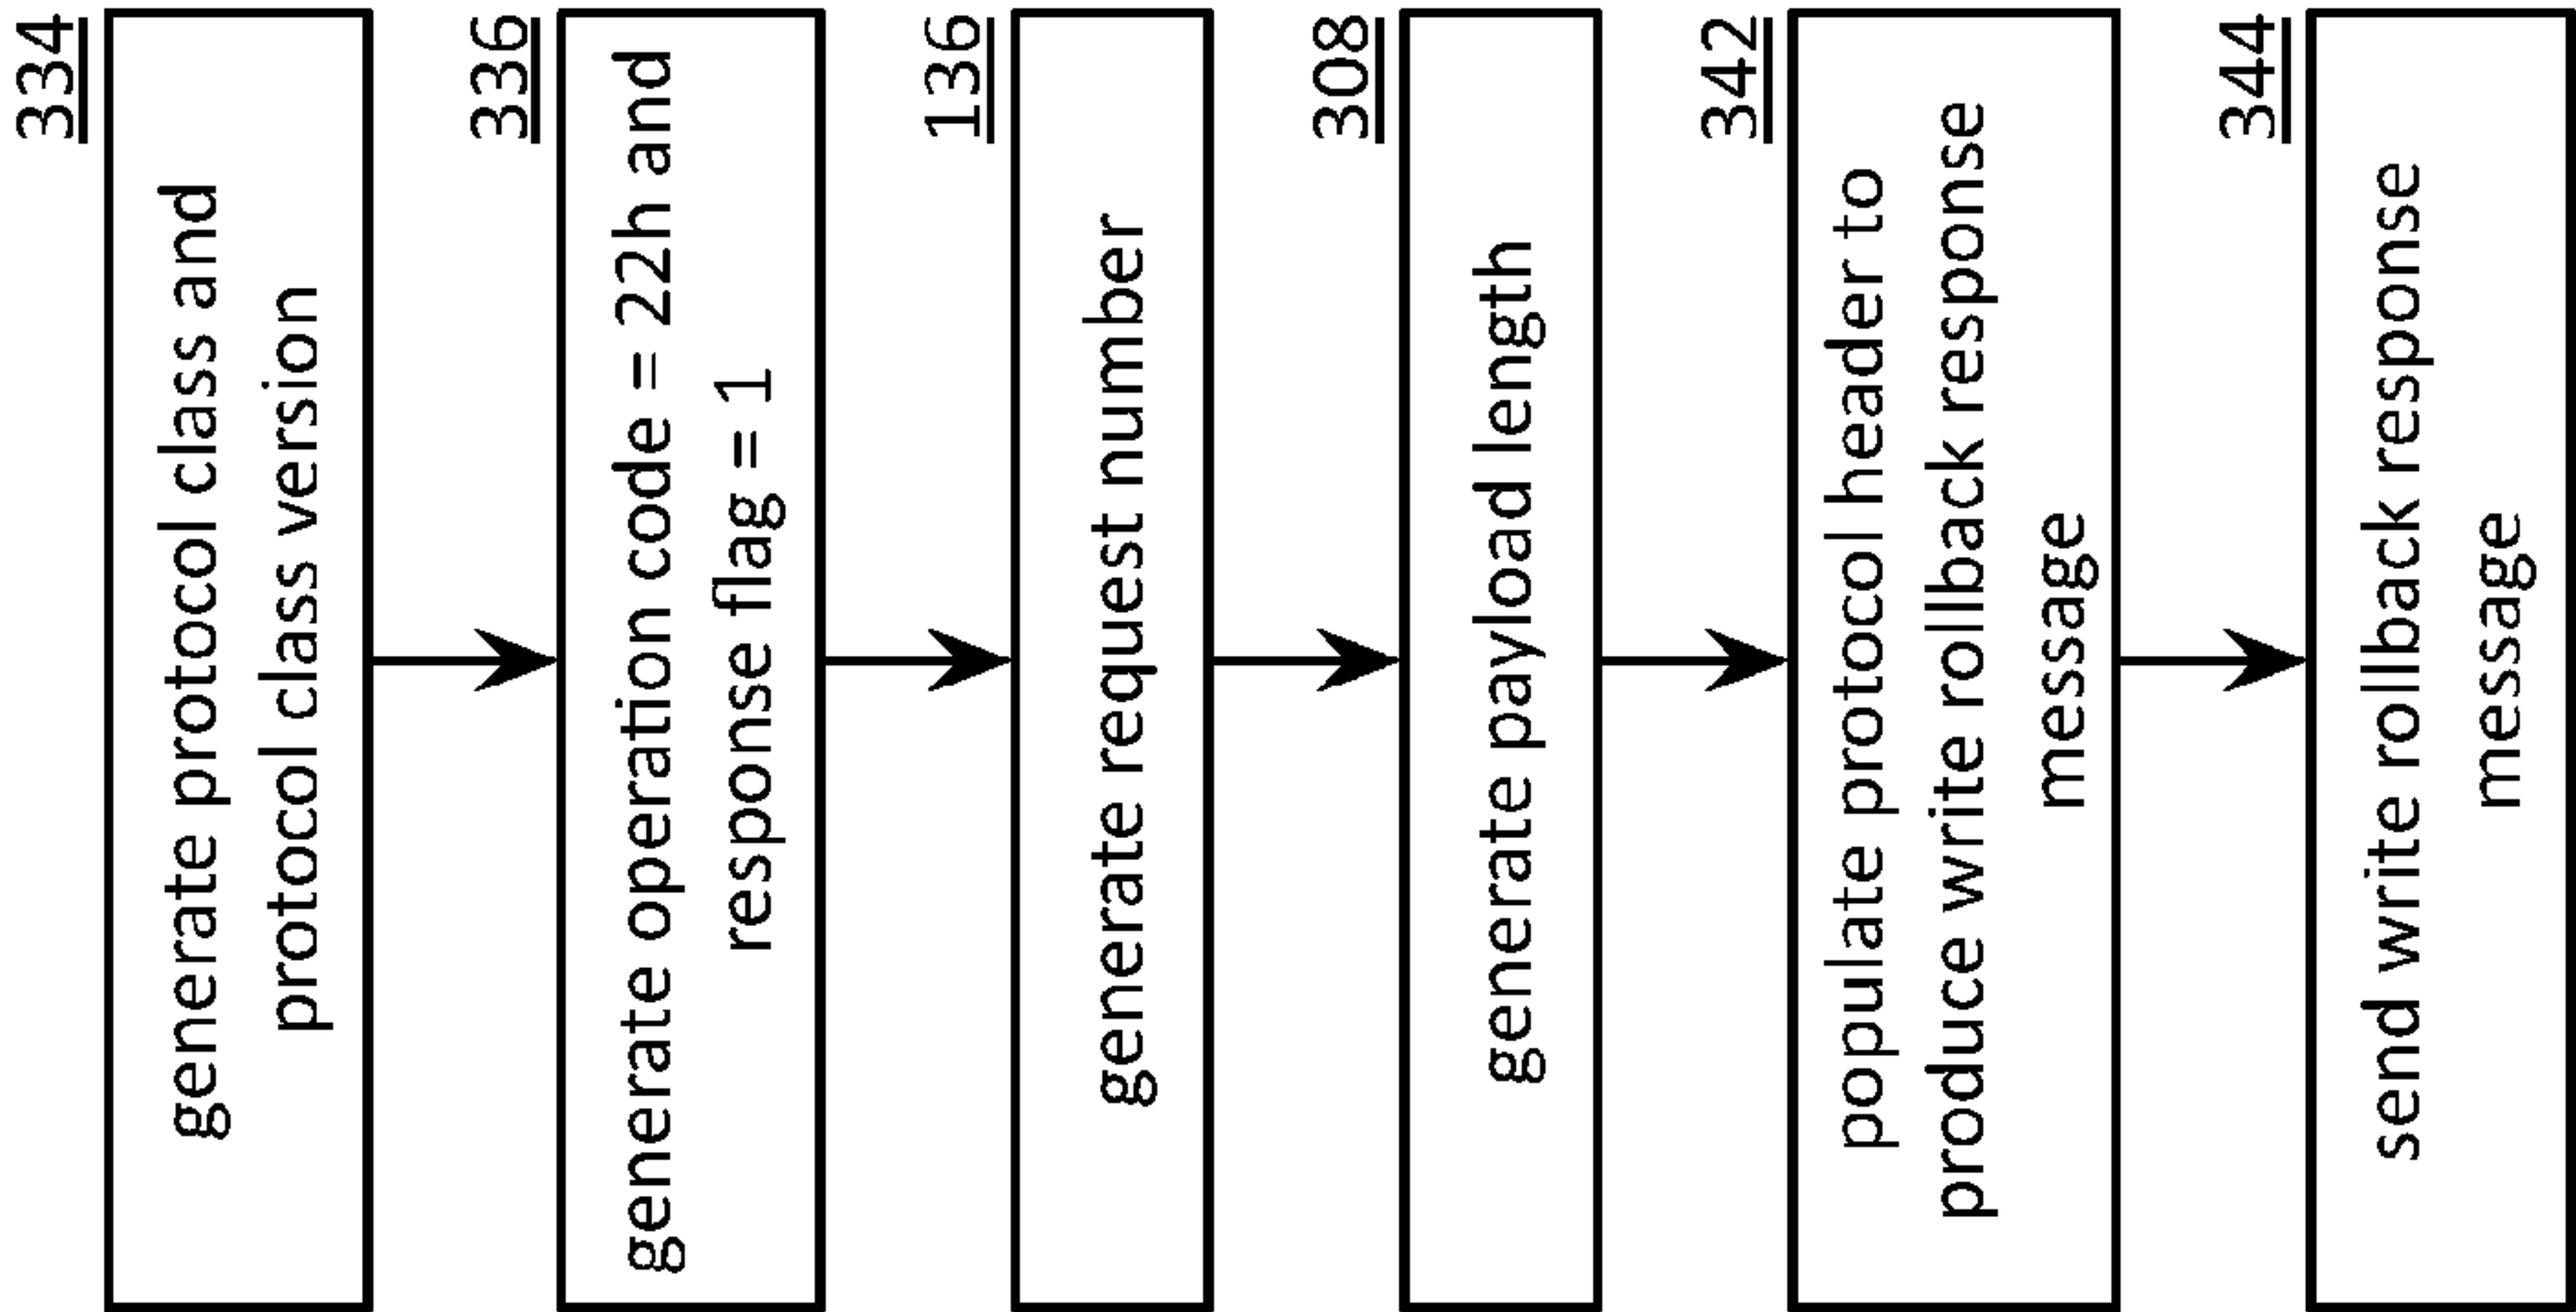 334
generate protocol class and
protocol class version
336
generate operation code = 22h and
response flag = 1
136
generate request number
308
generate payload length
342
populate protocol header to
produce write rollback response
message
344
send write rollback response
message